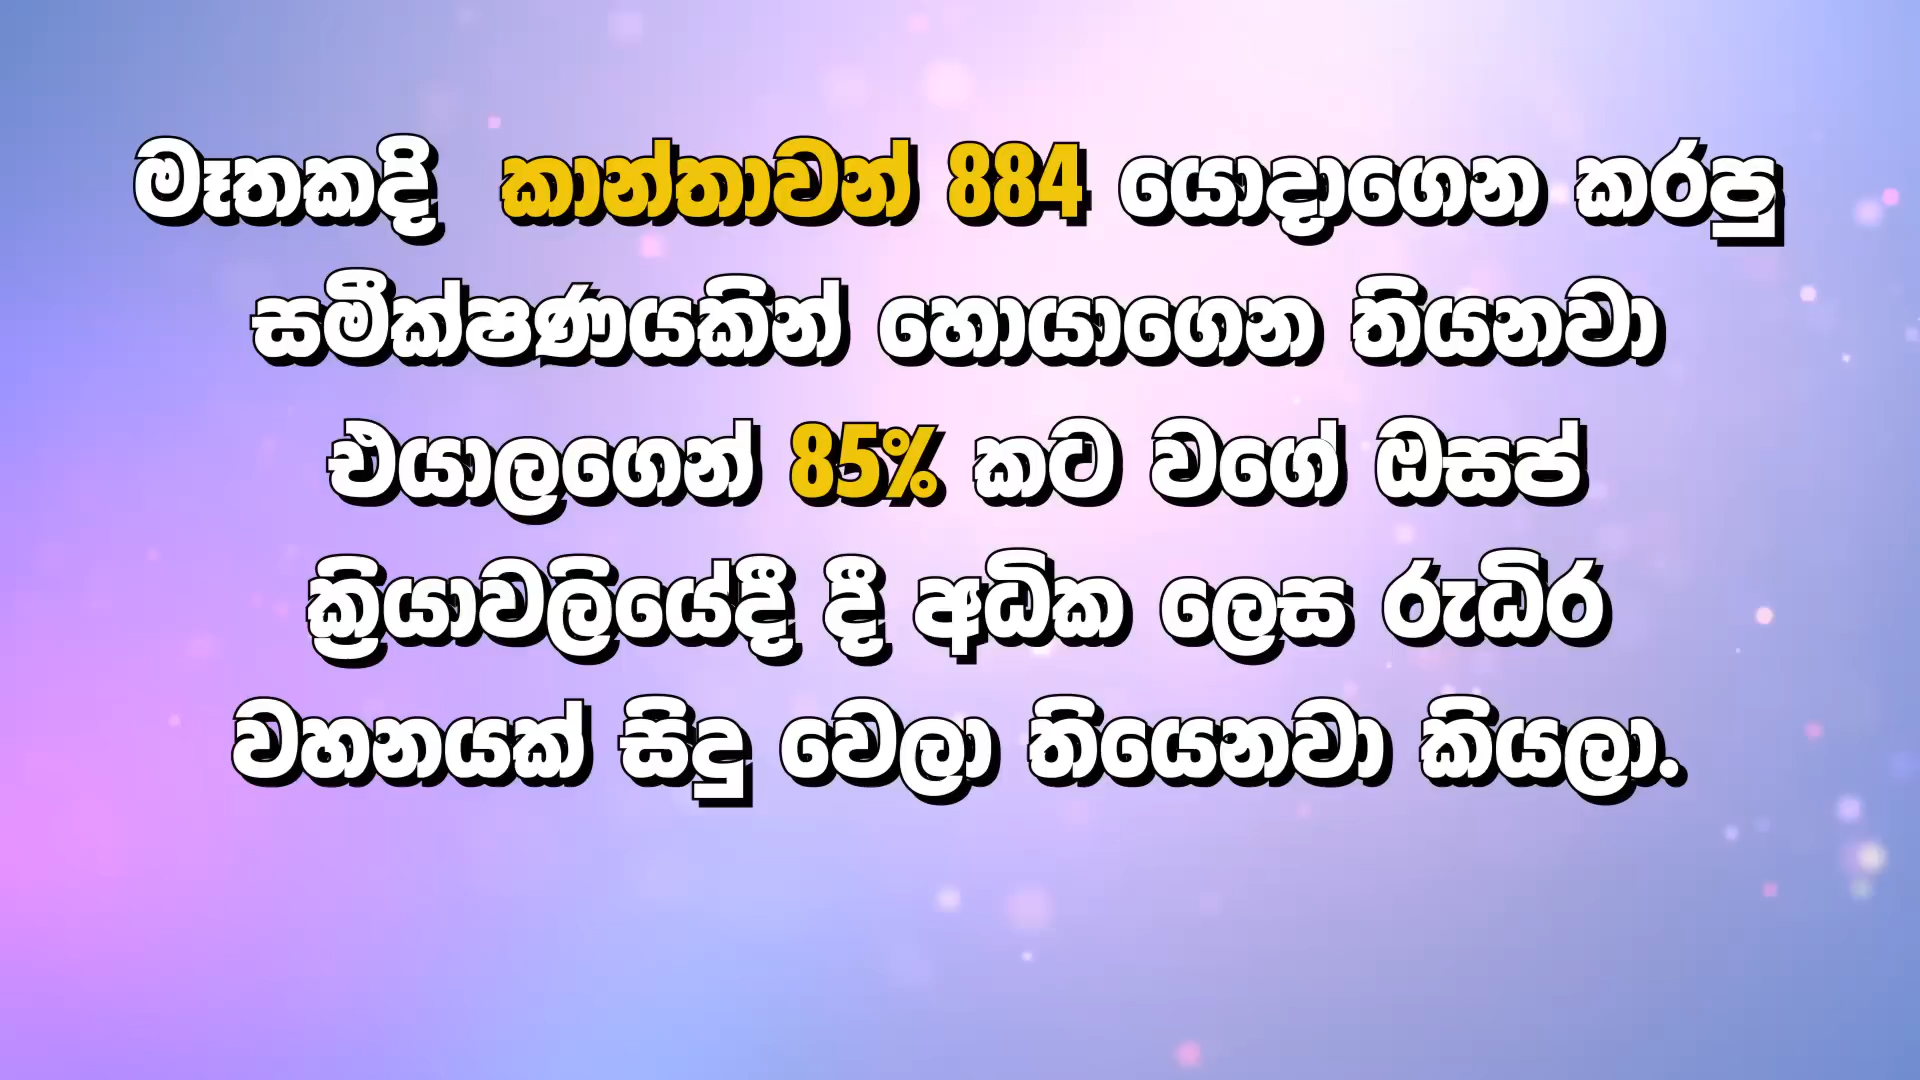 මෑතකදි කාන්තාවන් 884 යොදාගෙන කරපු
සමීක්ෂණයකින් හොයාගෙන තියනවා
එයාලගෙන් 85% කට වගේ ඔසප්
ක්‍රියාවලියේදී දී අධික ලෙස රුධිර
වහනයක් සිදු වෙලා තියෙනවා කියලා.